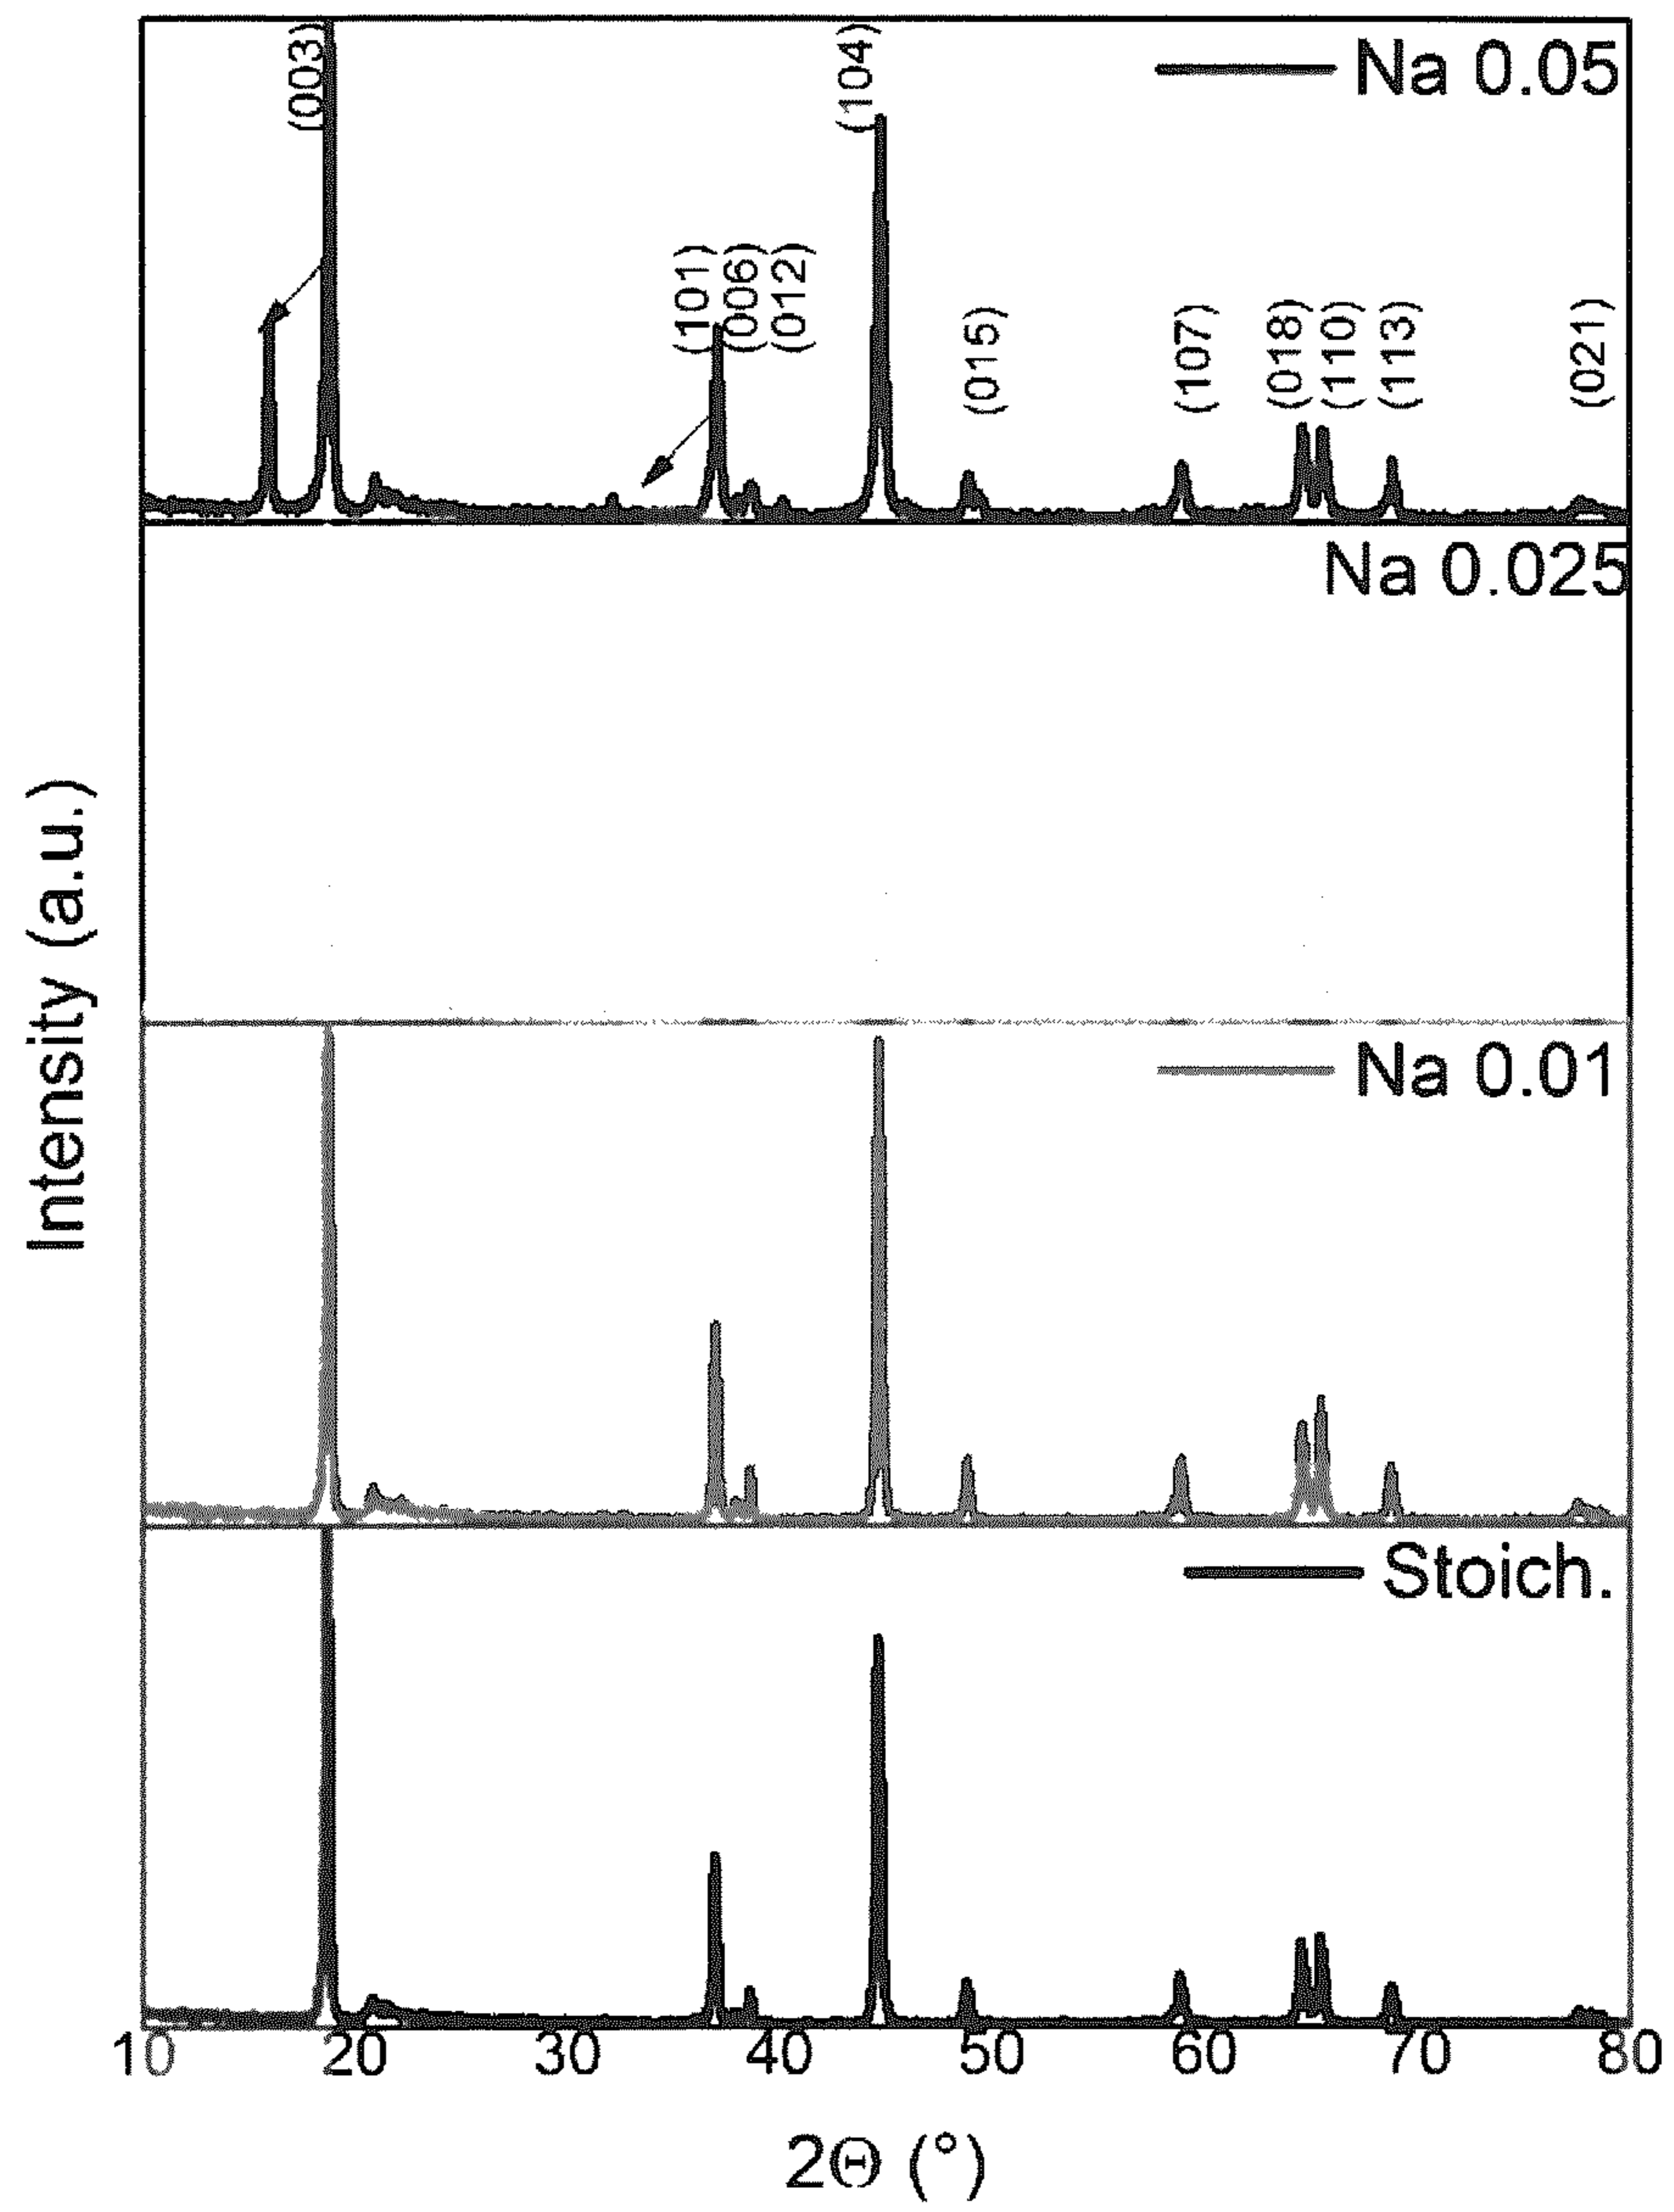 Na 0.05
(003)
(104)
(101)
(006)
(012)
(015)
(107)
(018)
(110)
(113)
(021)
Na 0.025
Intensity (a.u.)
Na 0.01
Stoich.
10 20 30 40 50 60 70 80
2Θ (°)